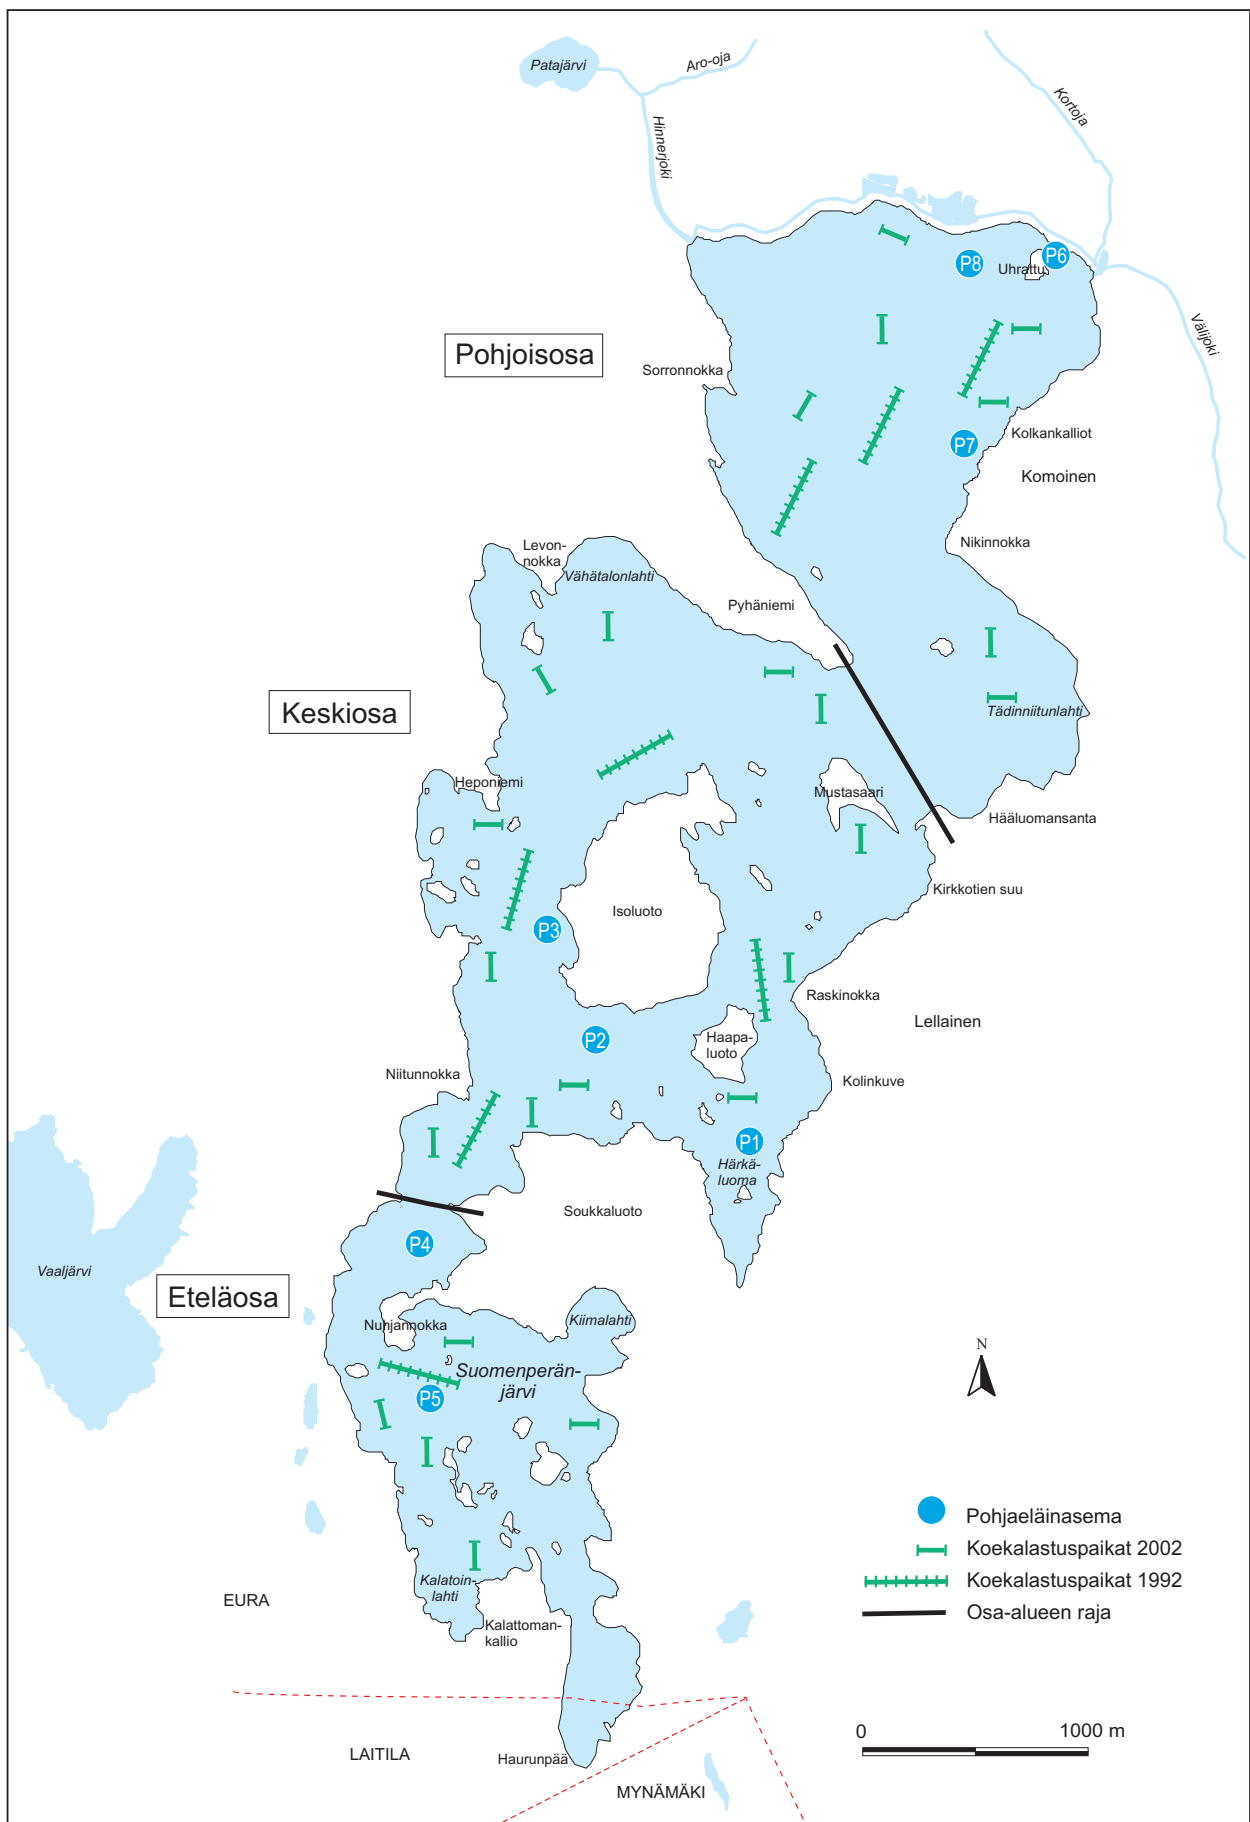 Patajärvi
Aro-oja
Kortoja
Hinnerjoki
P8
P6
Uhrattu
Välijoki
Pohjoisosa
Sorronnokka
Kolkankalliot
P7
Komoinen
Nikinnokka
Levon-
nokka
Vähätalonlahti
Pyhäniemi
Keskiosa
Tädinniitunlahti
Heponiemi
Mustasaari
Hääluomansanta
Kirkkotien suu
Isoluoto
P3
Raskinokka
Lellainen
P2
Haapa-
luoto
Niitunnokka
Kolinkuve
P1
Härkä-
luoma
Soukkaluoto
P4
Vaaljärvi
Eteläosa
Nuhjannokka
Kiimalahti
N
Suomenperän-
järvi
P5
Pohjaeläinasema
Koekalastuspaikat 2002
Koekalastuspaikat 1992
Osa-alueen raja
Kalatoin-
lahti
EURA
Kalattoman-
kallio
0 1000 m
LAITILA
Haurunpää
MYNÄMÄKI